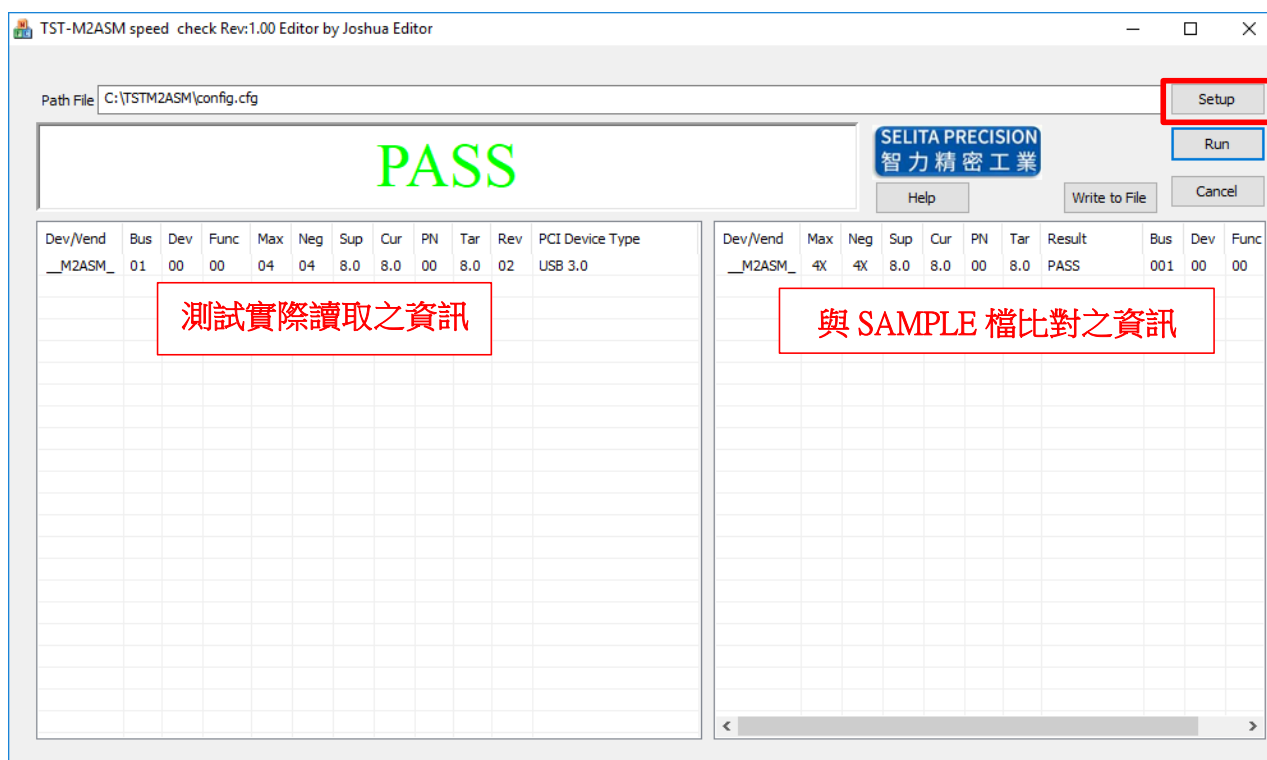 TST-M2ASM speed check Rev:1.00 Editor by Joshua Editor
Path File C:\TSTM2ASM\config.cfg
Setup
PASS
SELITA PRECISION
智力精密工業
Run
Help
Write to File
Cancel
Dev/Vend Bus Dev Func Max Neg Sup Cur PN Tar Rev PCI Device Type
__M2ASM_ 01 00 00 04 04 8.0 8.0 00 8.0 02 USB 3.0
測試實際讀取之資訊
Dev/Vend Max Neg Sup Cur PN Tar Result Bus Dev Func
__M2ASM_ 4X 4X 8.0 8.0 00 8.0 PASS 001 00 00
與 SAMPLE 檔比對之資訊